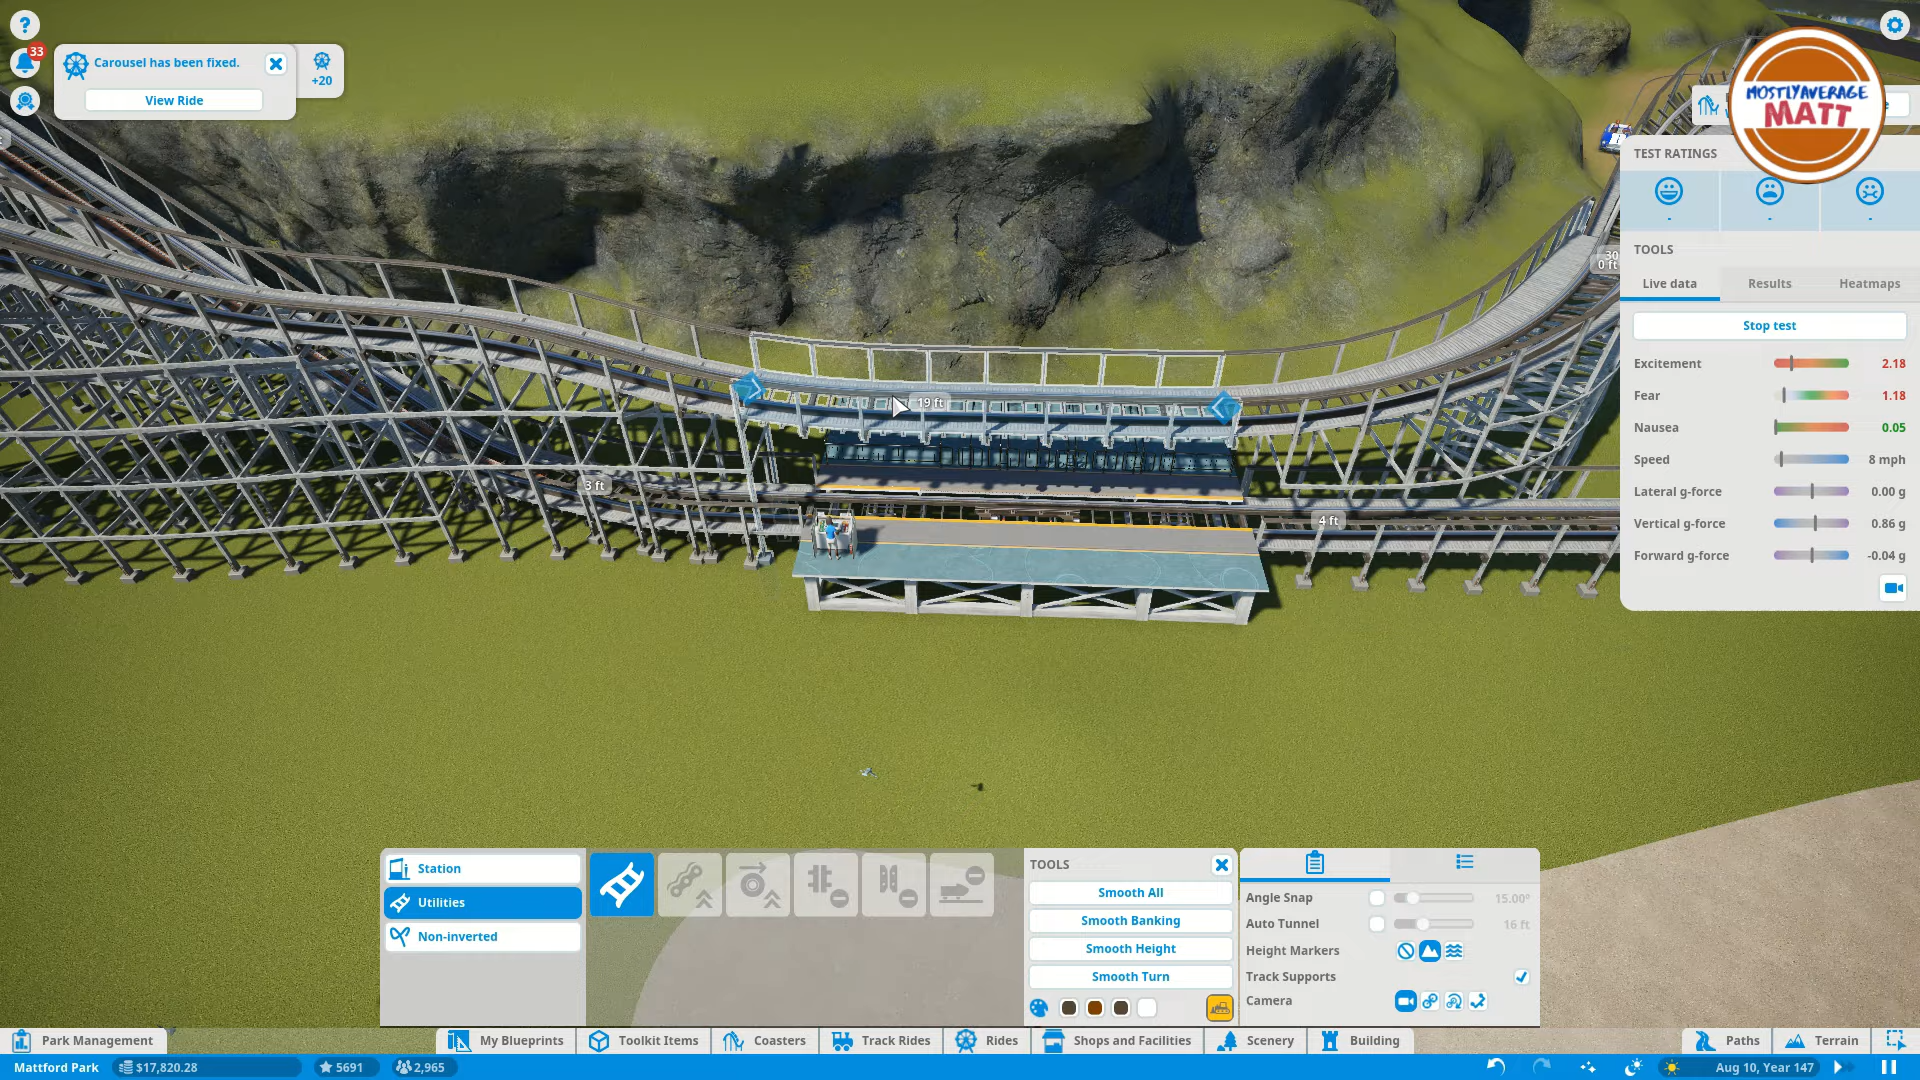 ?
33
Carousel has been fixed.
View Ride
+20
MOSTLYAVERAGE
MATT
TEST RATINGS
-
-
-
TOOLS
Live data
Results
Heatmaps
Stop test
Excitement
2.18
Fear
1.18
Nausea
0.05
Speed
8 mph
Lateral g-force
0.00 g
Vertical g-force
0.86 g
Forward g-force
-0.04 g
30
0 ft
19 ft
3 ft
4 ft
Station
Utilities
Non-inverted
TOOLS
Smooth All
Smooth Banking
Smooth Height
Smooth Turn
Angle Snap
15.00°
Auto Tunnel
16 ft
Height Markers
Track Supports
Camera
Park Management
My Blueprints
Toolkit Items
Coasters
Track Rides
Rides
Shops and Facilities
Scenery
Building
Paths
Terrain
Mattford Park
$17,820.28
5691
2,965
Aug 10, Year 147